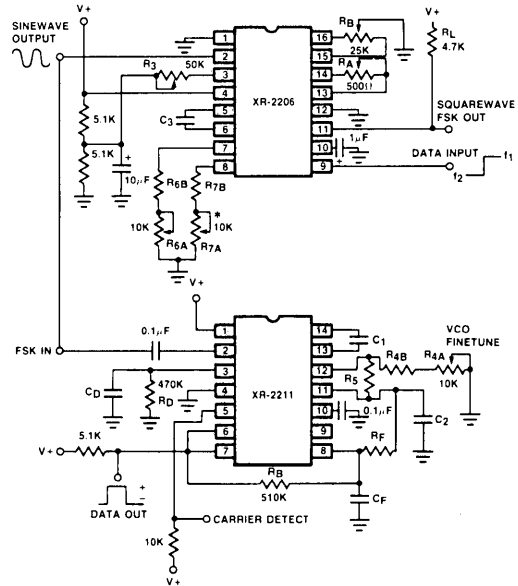 SINEWAVE
OUTPUT
V+
R3
50K
5.1K
5.1K
10μF
+
C3
1
2
3
4
5
6
7
8
XR-2206
16
15
14
13
12
11
10
9
RB
25K
RA
500Ω
V+
RL
4.7K
SQUAREWAVE
FSK OUT
1μF
+
DATA INPUT
f1
f2
R6B
R7B
*
10K
10K
R6A
R7A
V+
0.1μF
FSK IN
CD
470K
RD
1
2
3
4
5
6
7
XR-2211
14
13
12
11
10
9
8
C1
R5
R4B
R4A
VCO
FINETUNE
10K
0.1μF
C2
RF
5.1K
V+
+
−
DATA OUT
RB
510K
CF
CARRIER DETECT
10K
V+